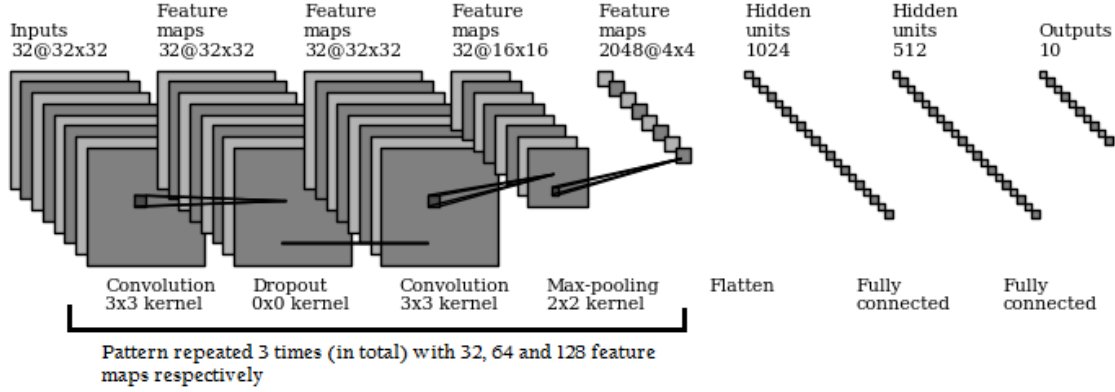 Inputs
32@32x32
Feature
maps
32@32x32
Feature
maps
32@32x32
Feature
maps
32@16x16
Feature
maps
2048@4x4
Hidden
units
1024
Hidden
units
512
Outputs
10
Convolution
3x3 kernel
Dropout
0x0 kernel
Convolution
3x3 kernel
Max-pooling
2x2 kernel
Flatten
Fully
connected
Fully
connected
Pattern repeated 3 times (in total) with 32, 64 and 128 feature
maps respectively